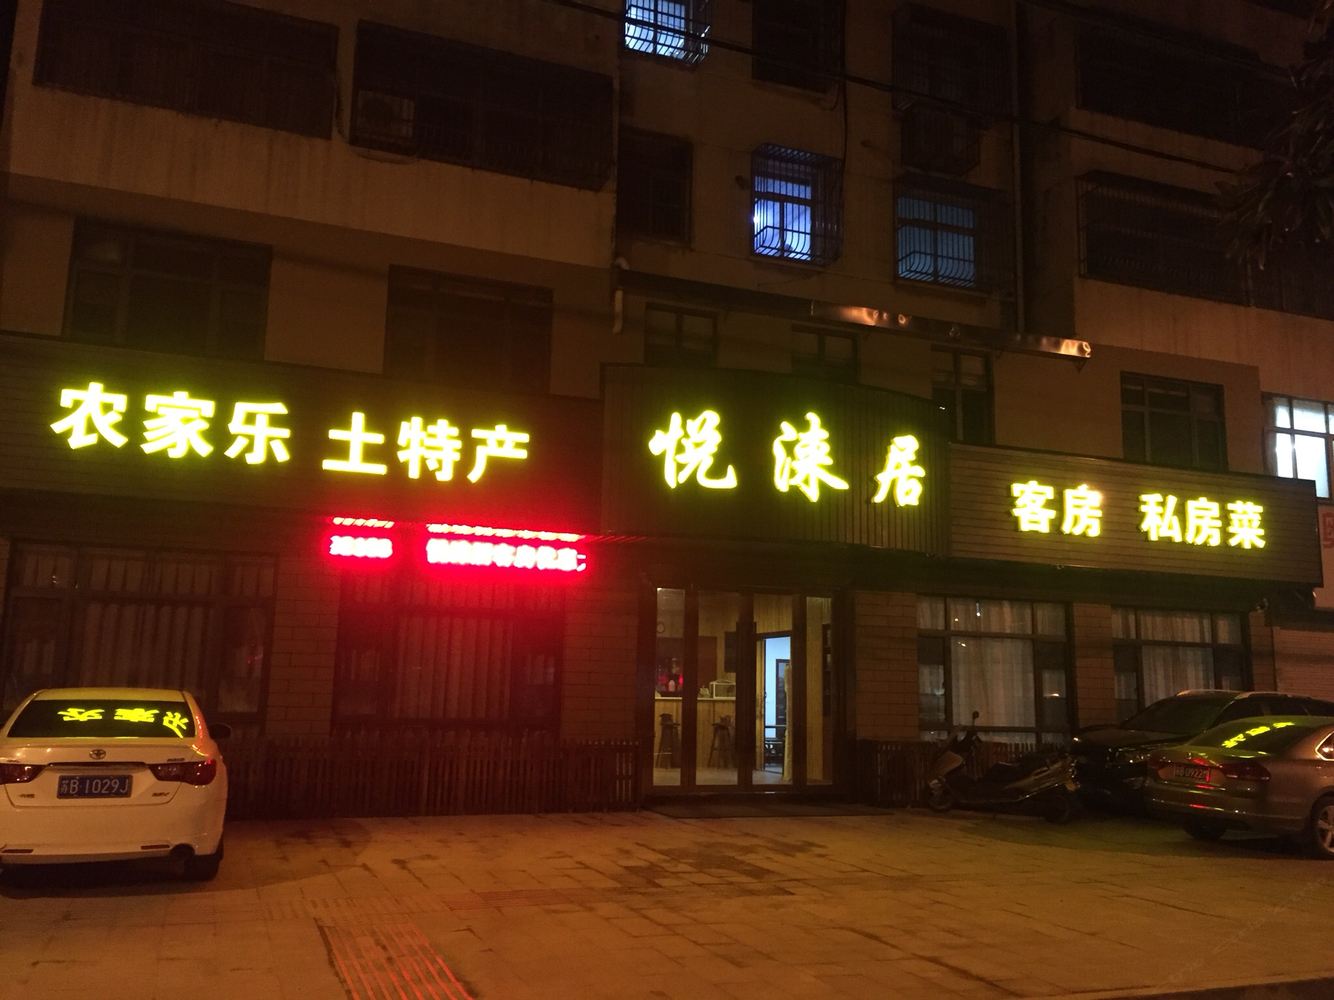 农家乐 土特产
悦涞居
客房 私房菜
苏B·1029J